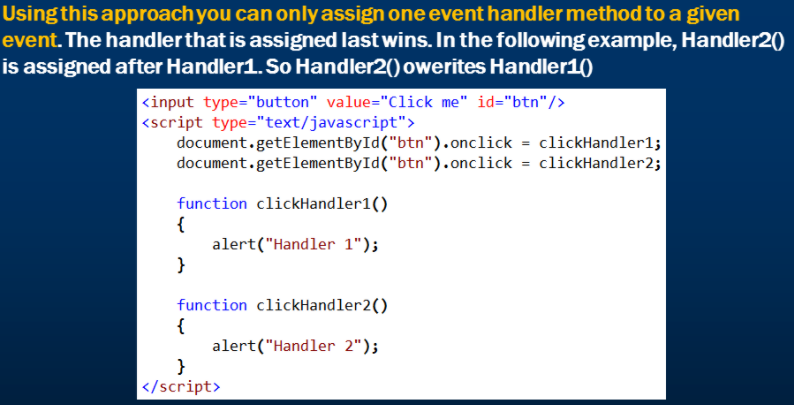 Using this approach you can only assign one event handler method to a given
event. The handler that is assigned last wins. In the following example, Handler2()
is assigned after Handler1. So Handler2() owerites Handler1()
<input type="button" value="Click me" id="btn"/>
<script type="text/javascript">
    document.getElementById("btn").onclick = clickHandler1;
    document.getElementById("btn").onclick = clickHandler2;
    function clickHandler1()
    {
        alert("Handler 1");
    }
    function clickHandler2()
    {
        alert("Handler 2");
    }
</script>